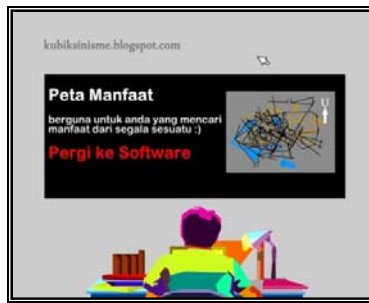 kubiksinisme.blogspot.com
Peta Manfaat
berguna untuk anda yang mencari
manfaat dari segala sesuatu :)
Pergi ke Software
U